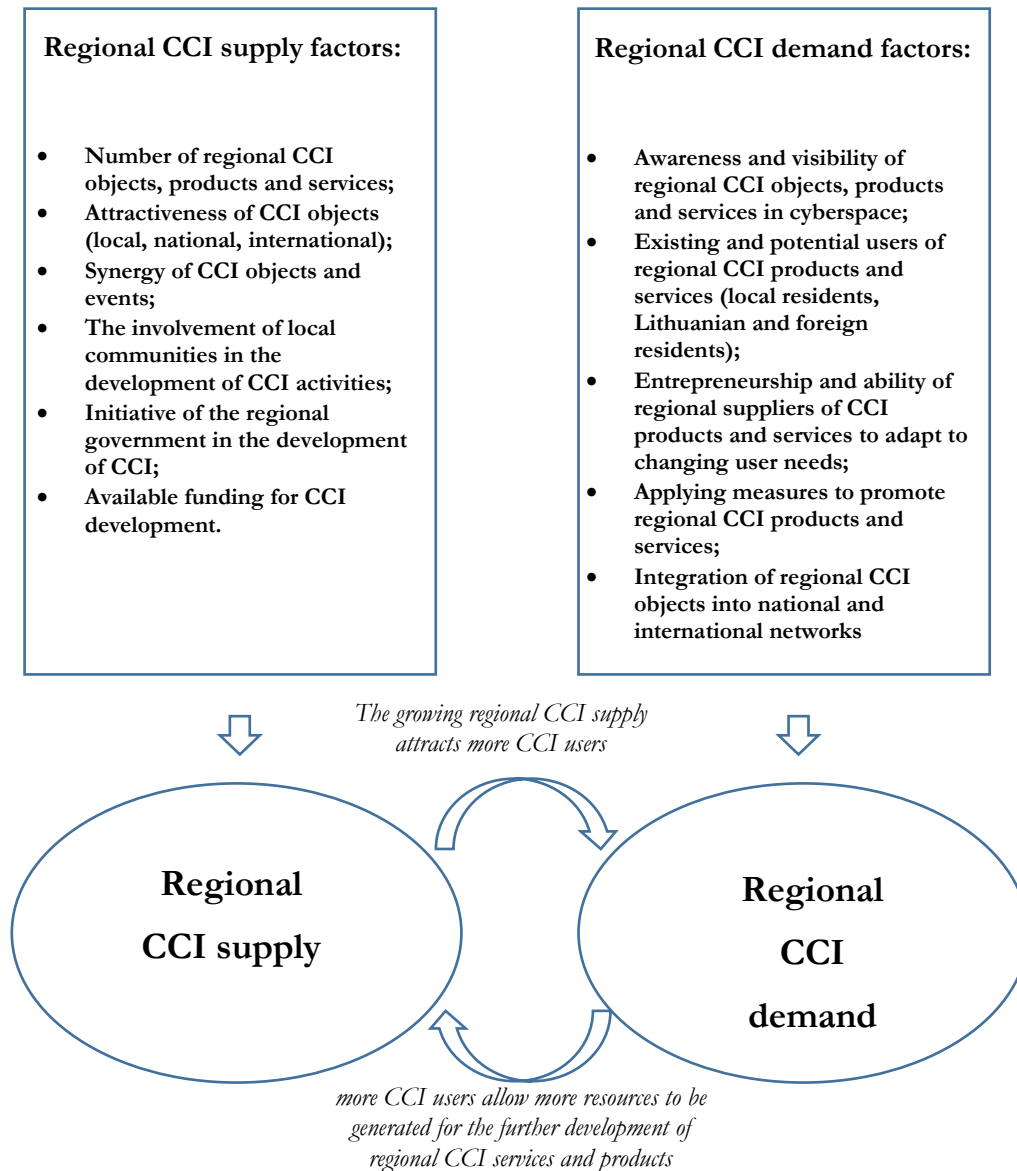 Regional CCI supply factors:
• Number of regional CCI
objects, products and services;
• Attractiveness of CCI objects
(local, national, international);
• Synergy of CCI objects and
events;
• The involvement of local
communities in the
development of CCI activities;
• Initiative of the regional
government in the development
of CCI;
• Available funding for CCI
development.
Regional CCI demand factors:
• Awareness and visibility of
regional CCI objects, products
and services in cyberspace;
• Existing and potential users of
regional CCI products and
services (local residents,
Lithuanian and foreign
residents);
• Entrepreneurship and ability of
regional suppliers of CCI
products and services to adapt to
changing user needs;
• Applying measures to promote
regional CCI products and
services;
• Integration of regional CCI
objects into national and
international networks
The growing regional CCI supply
attracts more CCI users
Regional
CCI supply
Regional
CCI
demand
more CCI users allow more resources to be
generated for the further development of
regional CCI services and products